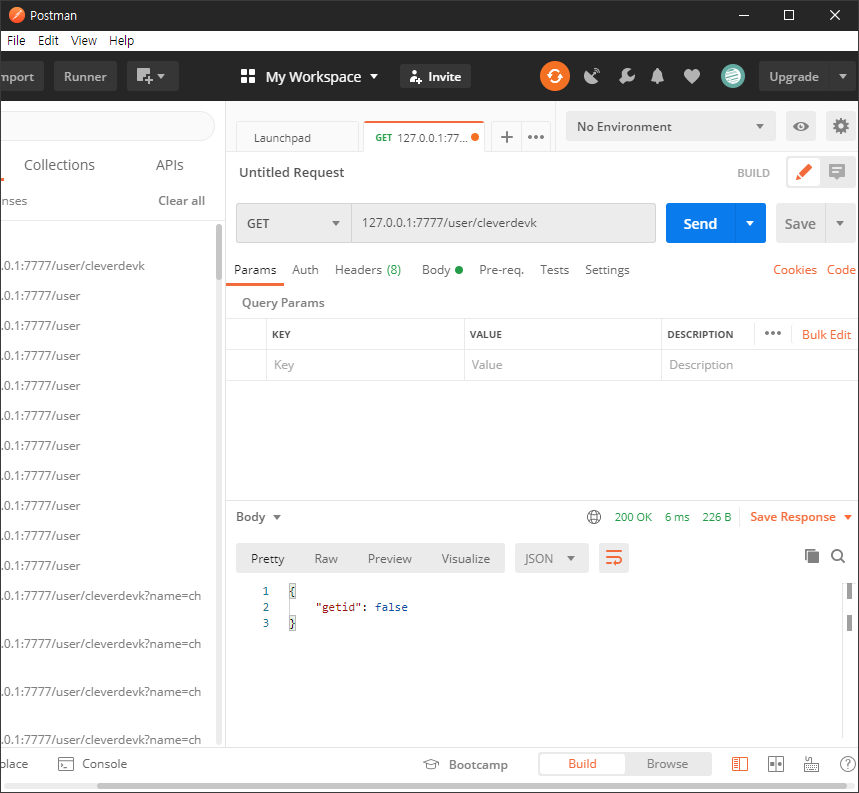 Postman
File Edit View Help
mport Runner My Workspace Invite Upgrade
Launchpad GET 127.0.0.1:77... No Environment
Collections APIs
Untitled Request BUILD
nses Clear all
GET 127.0.0.1:7777/user/cleverdevk Send Save
.0.1:7777/user/cleverdevk
.0.1:7777/user
.0.1:7777/user
.0.1:7777/user
.0.1:7777/user
.0.1:7777/user
.0.1:7777/user
.0.1:7777/user
.0.1:7777/user
.0.1:7777/user
.0.1:7777/user
.0.1:7777/user/cleverdevk?name=ch
.0.1:7777/user/cleverdevk?name=ch
.0.1:7777/user/cleverdevk?name=ch
.0.1:7777/user/cleverdevk?name=ch
Params Auth Headers (8) Body Pre-req. Tests Settings Cookies Code
Query Params
KEY VALUE DESCRIPTION Bulk Edit
Key Value Description
Body 200 OK 6 ms 226 B Save Response
Pretty Raw Preview Visualize JSON
1 {
2 "getid": false
3 }
place Console Bootcamp Build Browse